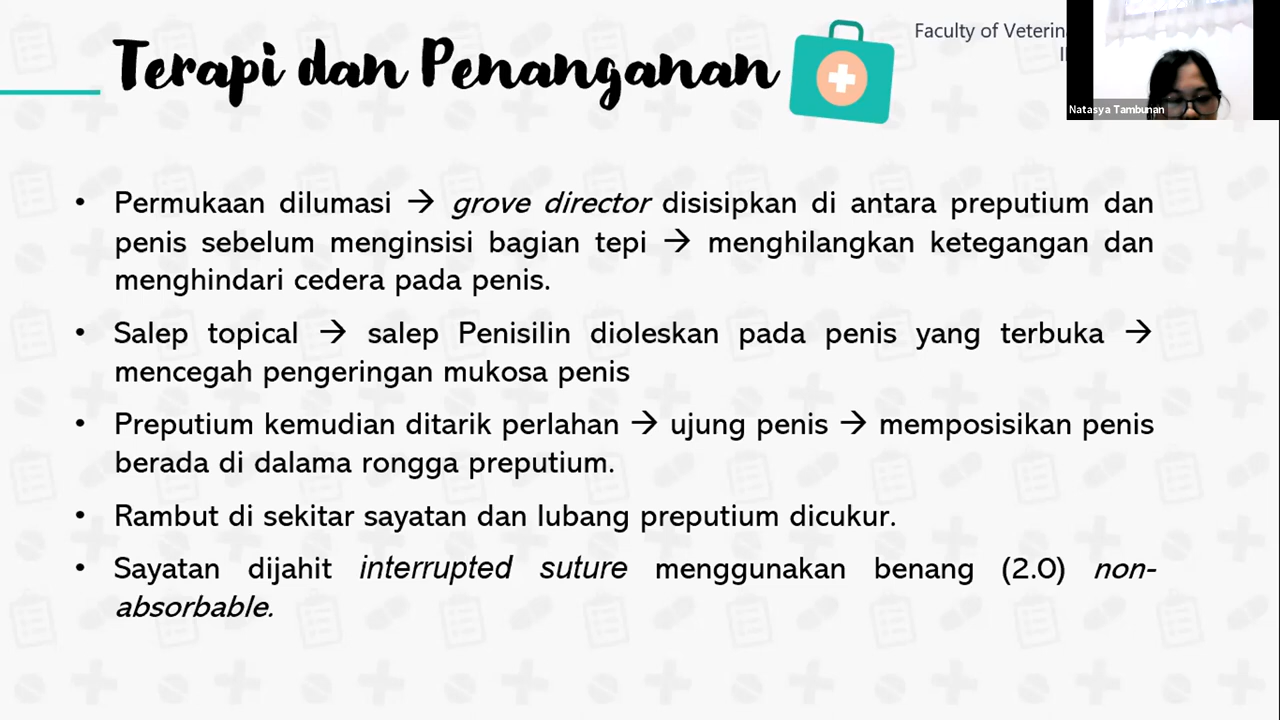 Terapi dan Penanganan
Faculty of
Natasya Tambunan
• Permukaan dilumasi → grove director disisipkan di antara preputium dan
penis sebelum menginsisi bagian tepi → menghilangkan ketegangan dan
menghindari cedera pada penis.
• Salep topical → salep Penisilin dioleskan pada penis yang terbuka →
mencegah pengeringan mukosa penis
• Preputium kemudian ditarik perlahan → ujung penis → memposisikan penis
berada di dalama rongga preputium.
• Rambut di sekitar sayatan dan lubang preputium dicukur.
• Sayatan dijahit interrupted suture menggunakan benang (2.0) non-
absorbable.